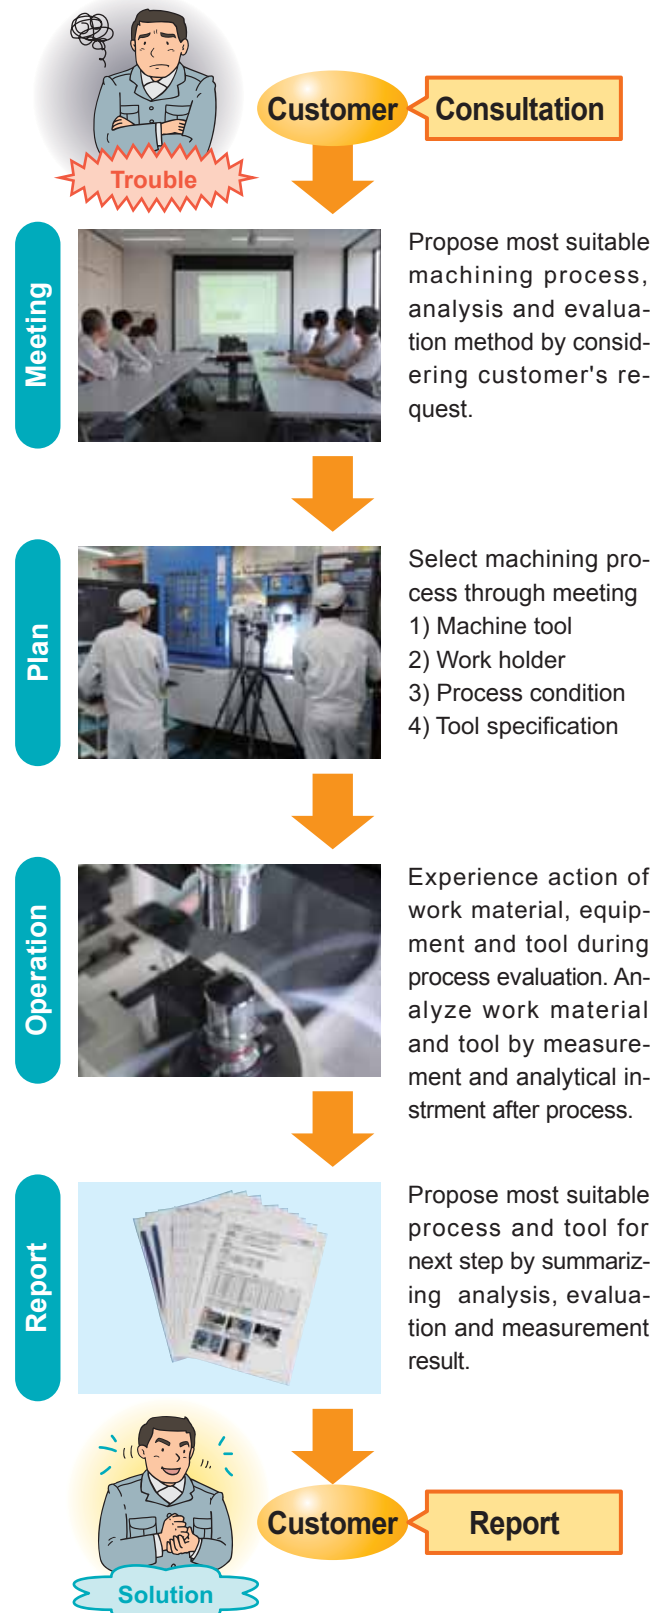 Customer
Consultation
Trouble
Meeting
Propose most suitable
machining process,
analysis and evalua-
tion method by consid-
ering customer's re-
quest.
Plan
Select machining pro-
cess through meeting
1) Machine tool
2) Work holder
3) Process condition
4) Tool specification
Operation
Experience action of
work material, equip-
ment and tool during
process evaluation. An-
alyze work material
and tool by measure-
ment and analytical in-
strment after process.
Report
Propose most suitable
process and tool for
next step by summariz-
ing analysis, evalua-
tion and measurement
result.
Customer
Report
Solution